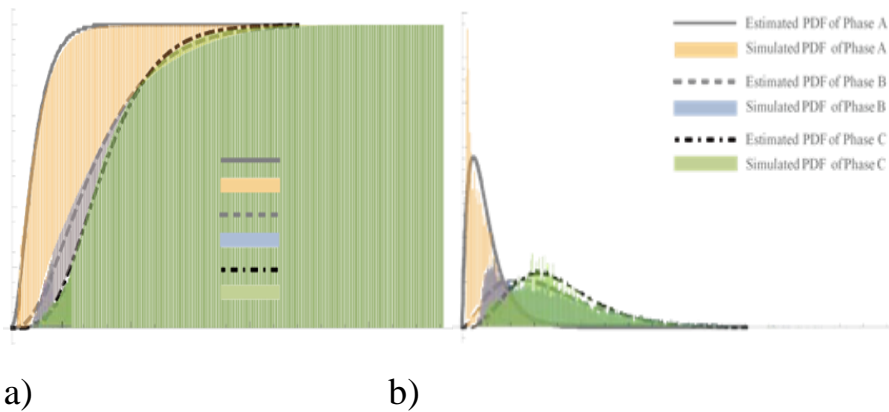 Estimated PDF of Phase A
Simulated PDF of Phase A
Estimated PDF of Phase B
Simulated PDF of Phase B
Estimated PDF of Phase C
Simulated PDF of Phase C
a) b)